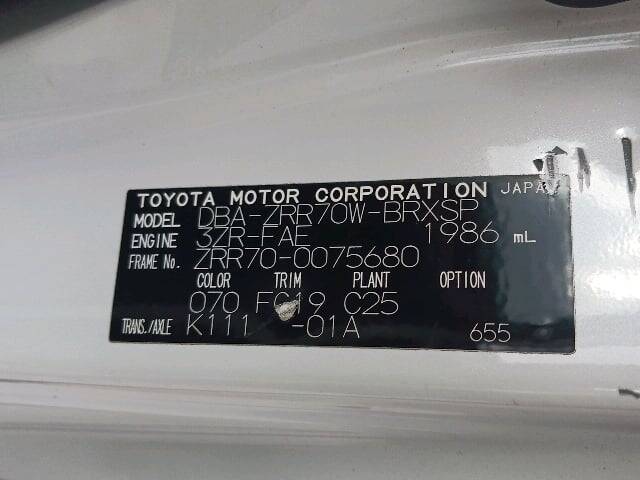 TOYOTA MOTOR CORPORATION JAPAN
MODEL DBA-ZRR70W-BRXSP
ENGINE 3ZR-FAE 1986 mL
FRAME No. ZRR70-0075680
COLOR TRIM PLANT OPTION
070 FC19 C25
TRANS./AXLE K111 -01A 655